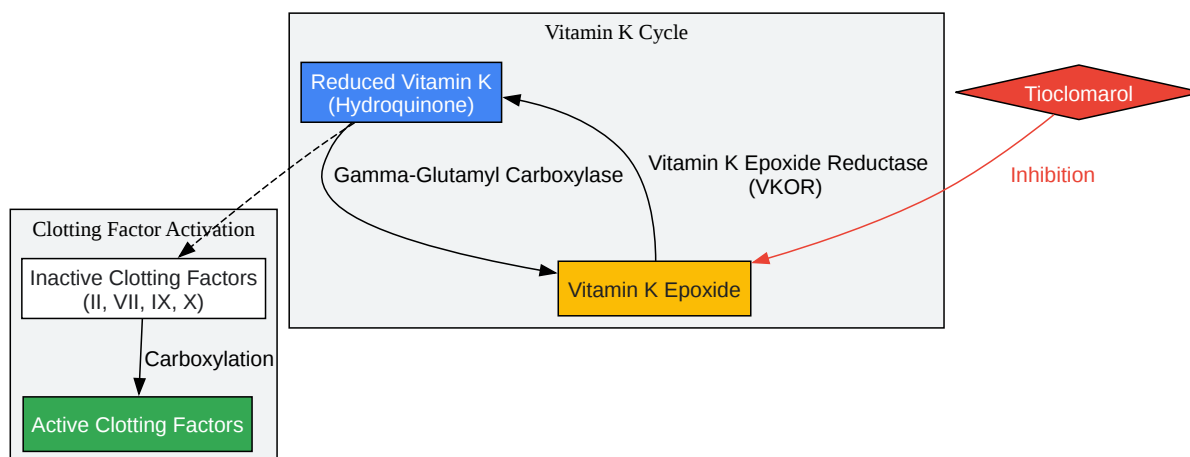 Vitamin K Cycle
Reduced Vitamin K
(Hydroquinone)
Tioclomarol
Gamma-Glutamyl Carboxylase
Vitamin K Epoxide Reductase
(VKOR)
Inhibition
Clotting Factor Activation
Inactive Clotting Factors
(II, VII, IX, X)
Vitamin K Epoxide
Carboxylation
Active Clotting Factors